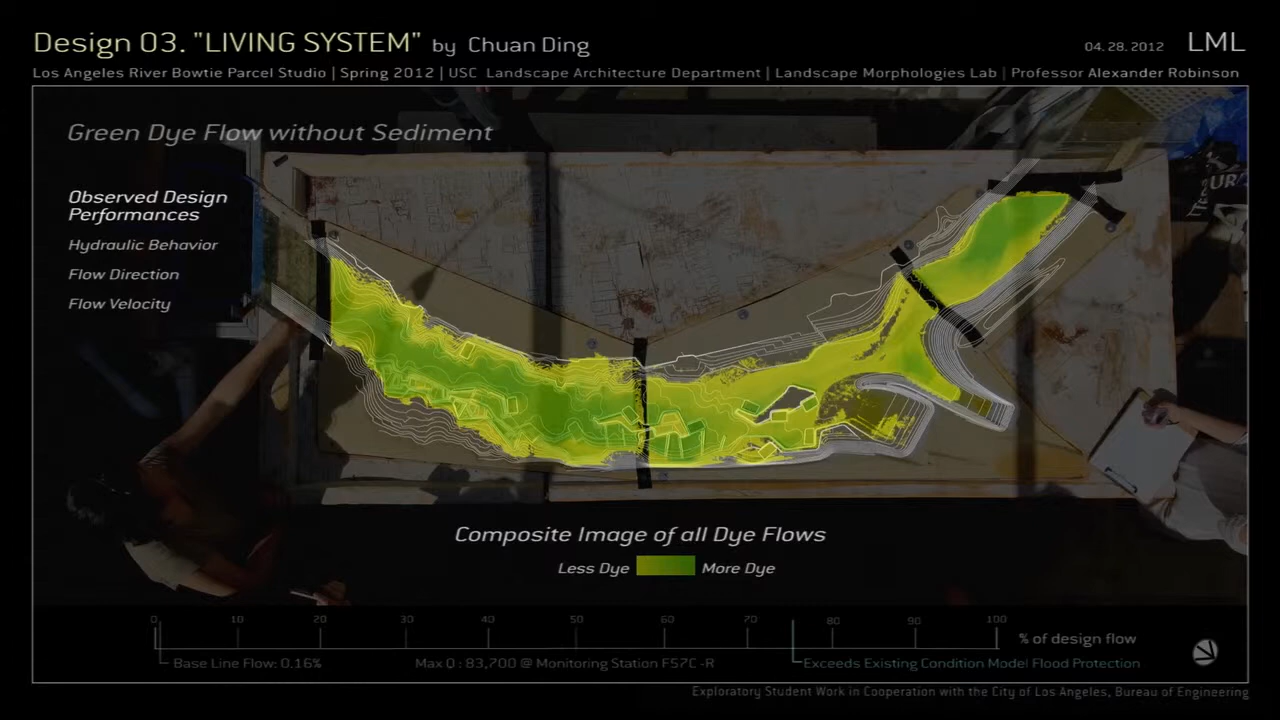 Design 03. "LIVING SYSTEM" by Chuan Ding
04. 28. 2012 LML
Los Angeles River Bowtie Parcel Studio | Spring 2012 | USC Landscape Architecture Department | Landscape Morphologies Lab | Professor Alexander Robinson
Green Dye Flow without Sediment
Observed Design
Performances
Hydraulic Behavior
Flow Direction
Flow Velocity
Composite Image of all Dye Flows
Less Dye More Dye
0 10 20 30 40 50 60 70 80 90 100
% of design flow
Base Line Flow: 0.16% Max Q : 83,700 @ Monitoring Station F57C -R Exceeds Existing Condition Model Flood Protection
Exploratory Student Work in Cooperation with the City of Los Angeles, Bureau of Engineering